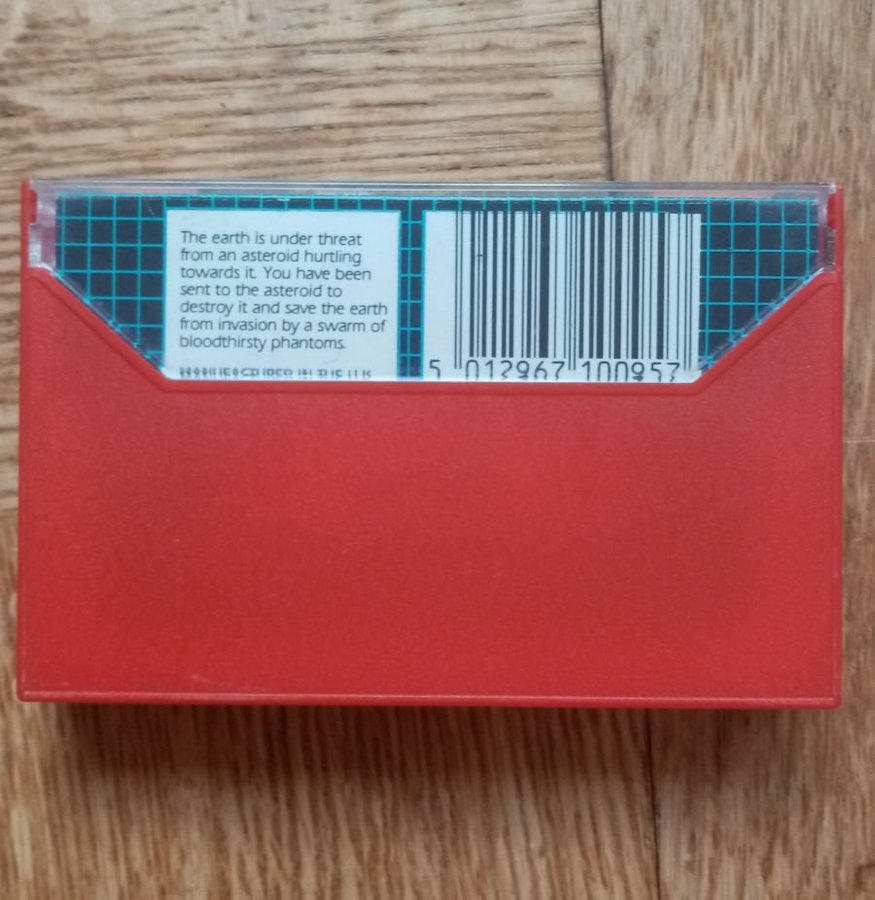 The earth is under threat
from an asteroid hurtling
towards it. You have been
sent to the asteroid to
destroy it and save the earth
from invasion by a swarm of
bloodthirsty phantoms.
5 012967 100957